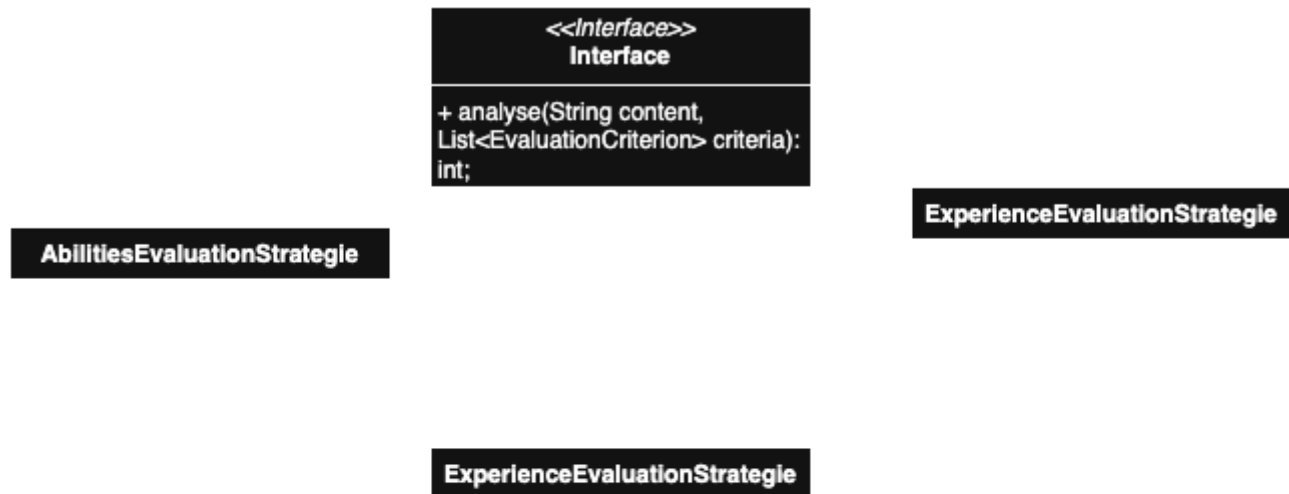 <<Interface>>
Interface
+ analyse(String content,
List<EvaluationCriterion> criteria):
int;
ExperienceEvaluationStrategie
AbilitiesEvaluationStrategie
ExperienceEvaluationStrategie